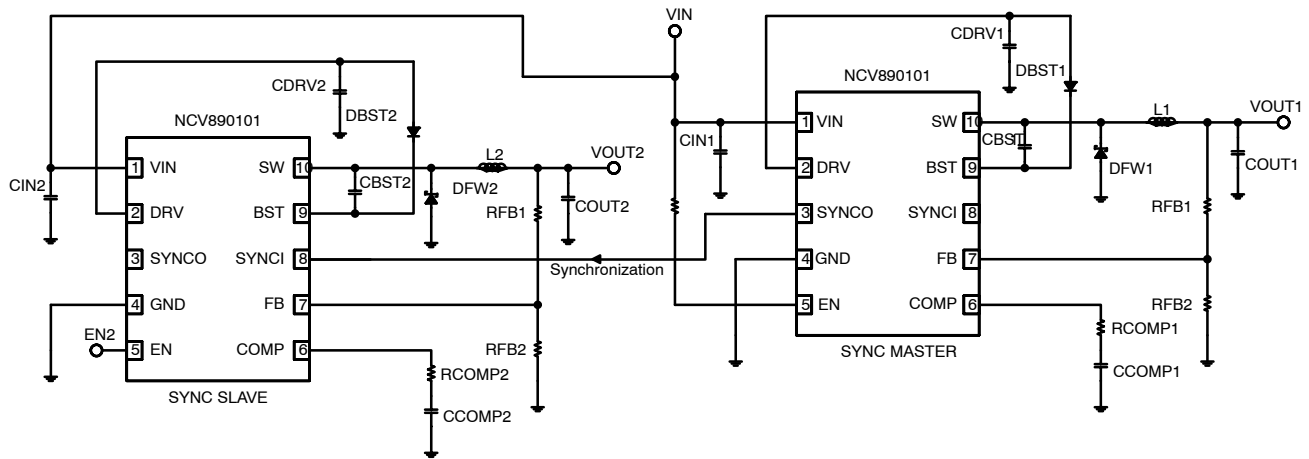 VIN
CDRV1
DBST1
NCV890101
CDRV2
DBST2
NCV890101
1 VIN
SW 10
L1
VOUT1
CIN1
CBST
DFW1
COUT1
2 DRV
BST 9
3 SYNCO
SYNCI 8
RFB1
4 GND
FB 7
5 EN
COMP 6
RFB2
RCOMP1
CCOMP1
SYNC MASTER
1 VIN
SW 10
L2
VOUT2
CIN2
CBST2
DFW2
COUT2
2 DRV
BST 9
RFB1
3 SYNCO
SYNCI 8
Synchronization
4 GND
FB 7
EN2
5 EN
COMP 6
RFB2
RCOMP2
CCOMP2
SYNC SLAVE